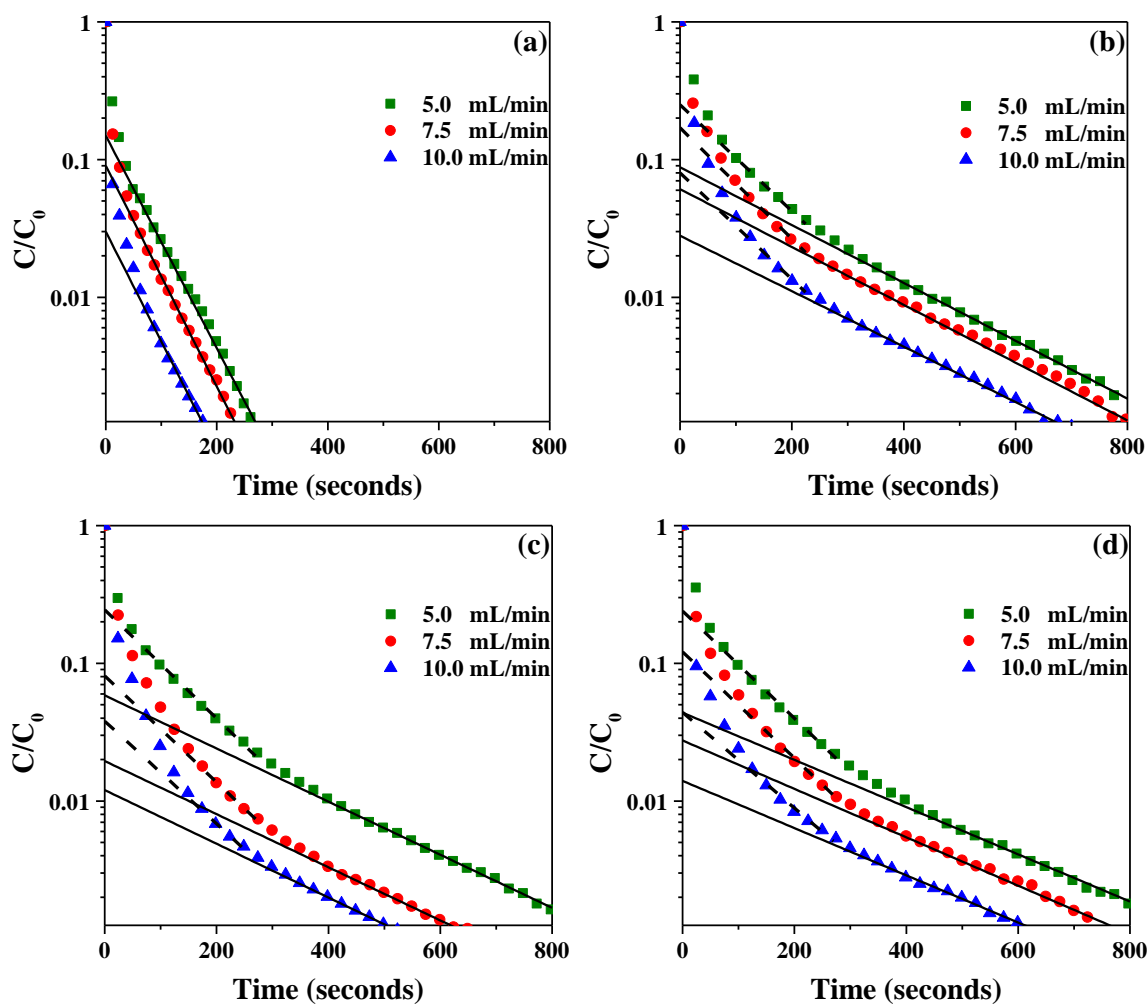 (a)
1
0.1
0.01
C/C0
5.0 mL/min
7.5 mL/min
10.0 mL/min
0 200 400 600 800
Time (seconds)
(b)
1
0.1
0.01
C/C0
5.0 mL/min
7.5 mL/min
10.0 mL/min
0 200 400 600 800
Time (seconds)
(c)
1
0.1
0.01
C/C0
5.0 mL/min
7.5 mL/min
10.0 mL/min
0 200 400 600 800
Time (seconds)
(d)
1
0.1
0.01
C/C0
5.0 mL/min
7.5 mL/min
10.0 mL/min
0 200 400 600 800
Time (seconds)